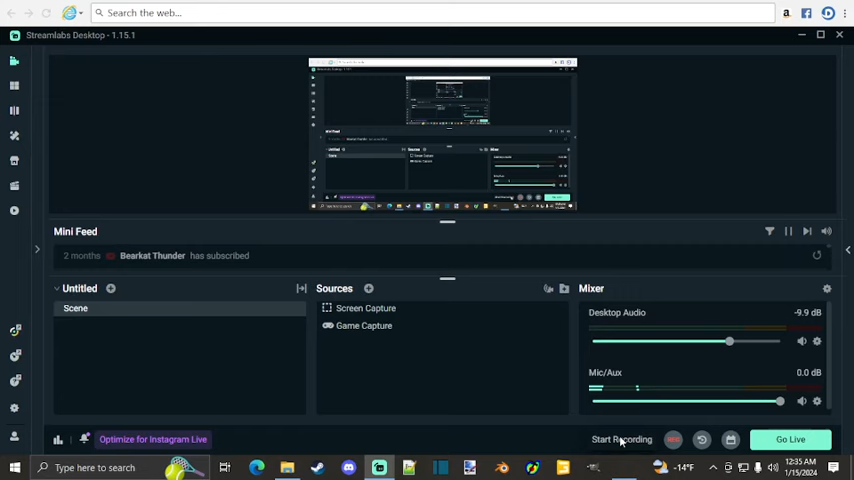 Search the web...
Streamlabs Desktop - 1.15.1
Mini Feed
2 months Bearkat Thunder has subscribed
Untitled
Sources
Mixer
Scene
Screen Capture
Game Capture
Desktop Audio -9.9 dB
Mic/Aux 0.0 dB
Optimize for Instagram Live
Start Recording
REC
Go Live
Type here to search
-14°F
12:35 AM
1/15/2024